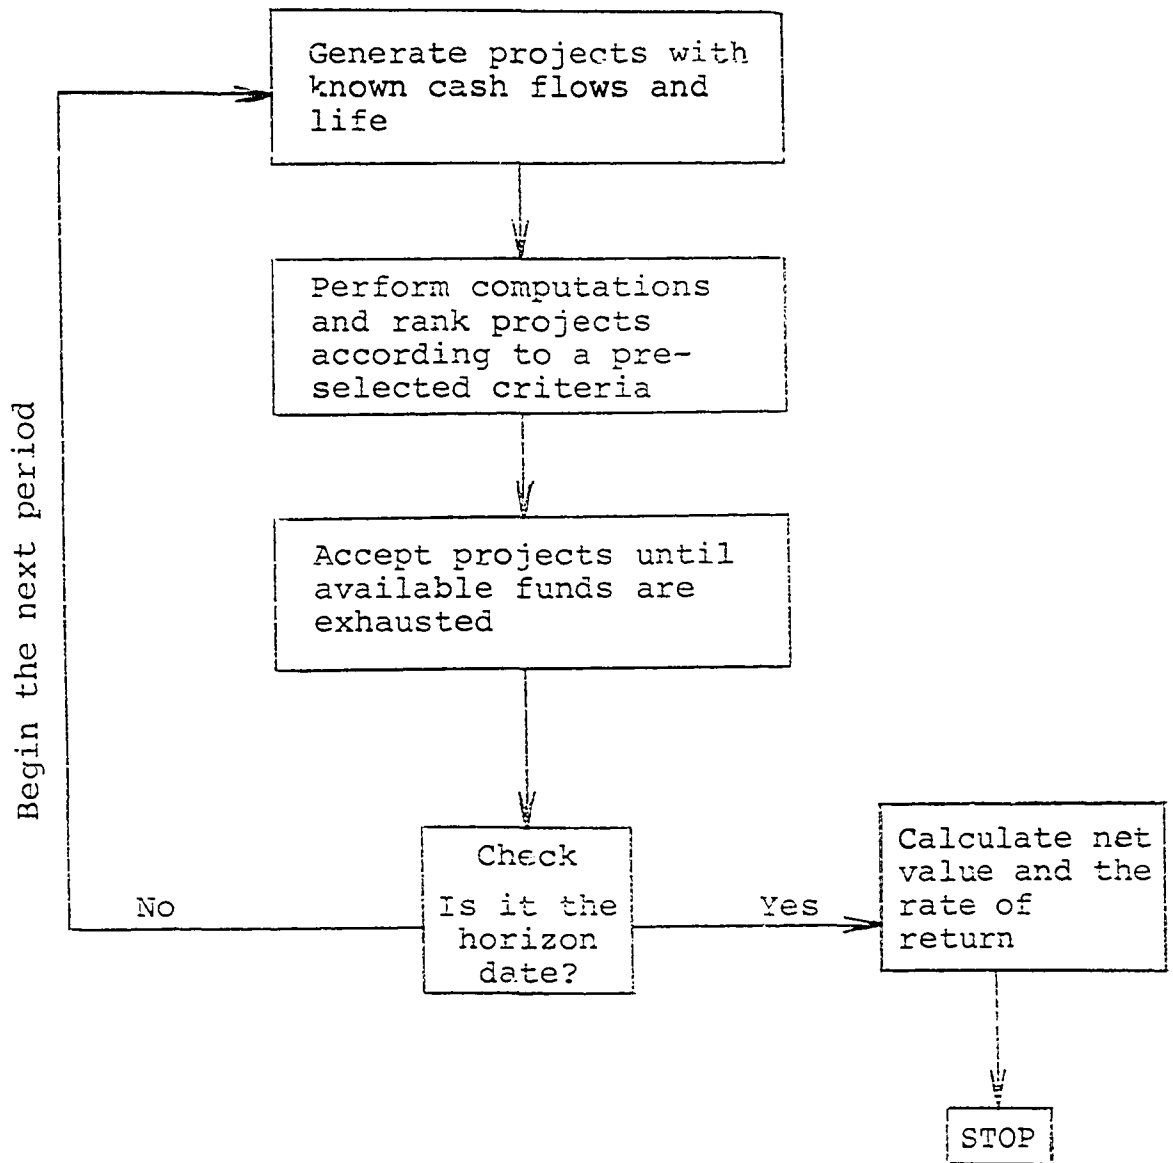 Generate projects with
known cash flows and
life
Perform computations
and rank projects
according to a pre-
selected criteria
Accept projects until
available funds are
exhausted
Begin the next period
Check
Is it the
horizon
date?
No
Yes
Calculate net
value and the
rate of
return
STOP